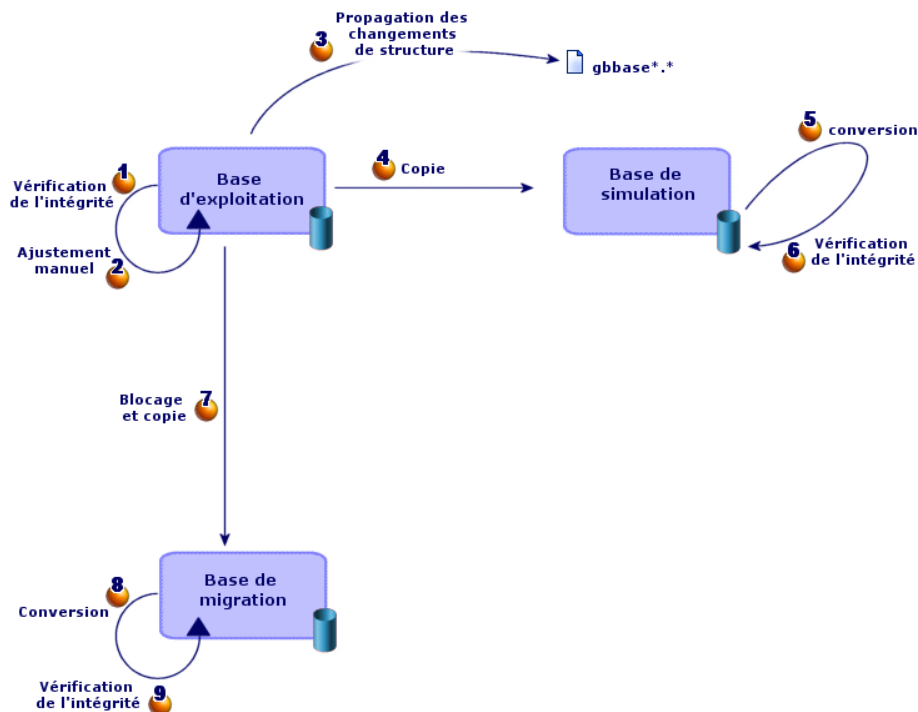 3
Propagation des
changements
de structure
gbbase*.*
1
Vérification
de l'intégrité
Base
d'exploitation
4
Copie
Base de
simulation
5
conversion
Ajustement
manuel
2
6
Vérification
de l'intégrité
Blocage
et copie
7
8
Conversion
Base de
migration
Vérification
de l'intégrité
9